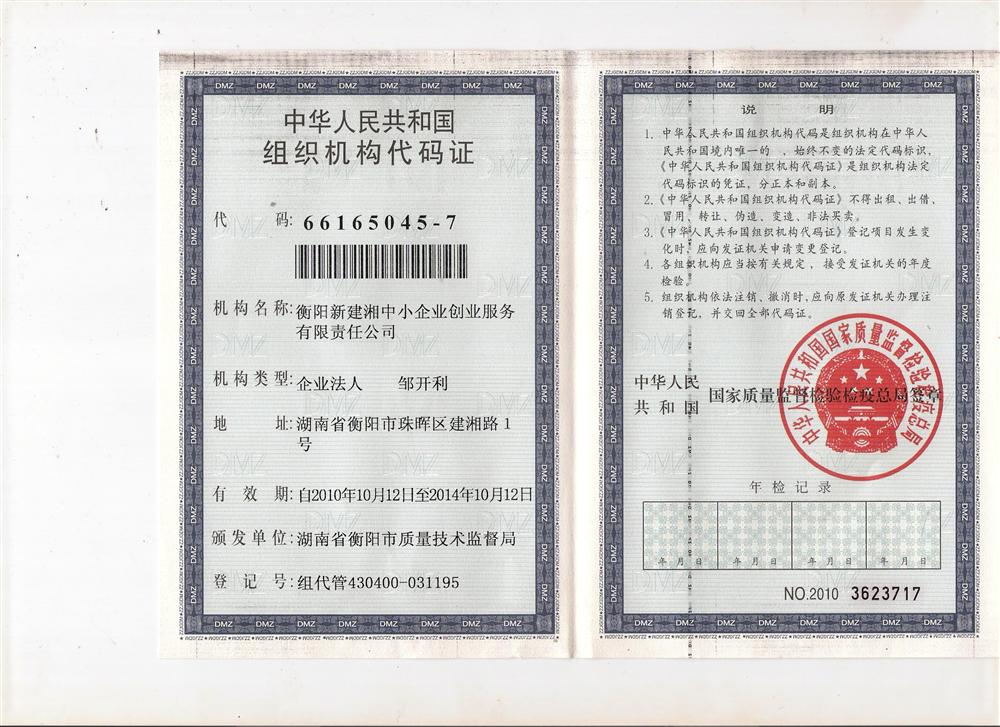 中华人民共和国
组织机构代码证
代 码: 66165045-7
机构名称: 衡阳新建湘中小企业创业服务
有限责任公司
机构类型: 企业法人 邹开利
地 址: 湖南省衡阳市珠晖区建湘路1
号
有 效 期: 自2010年10月12日至2014年10月12日
颁发单位: 湖南省衡阳市质量技术监督局
登 记 号: 组代管430400-031195
说 明
1. 中华人民共和国组织机构代码是组织机构在中华人
民共和国境内唯一的、始终不变的法定代码标识,
《中华人民共和国组织机构代码证》是组织机构法定
代码标识的凭证,分正本和副本。
2.《中华人民共和国组织机构代码证》不得出租、出借、
冒用、转让、伪造、变造、非法买卖。
3.《中华人民共和国组织机构代码证》登记项目发生变
化时,应向发证机关申请变更登记。
4. 各组织机构应当按有关规定,接受发证机关的年度
检验。
5. 组织机构依法注销、撤消时,应向原发证机关办理注
销登记,并交回全部代码证。
中华人民
共和国 国家质量监督检验检疫总局签章
中华人民共和国国家质量监督检验检疫总局
年检记录
年 月 日 年 月 日 年 月 日 年 月 日
NO.2010 3623717